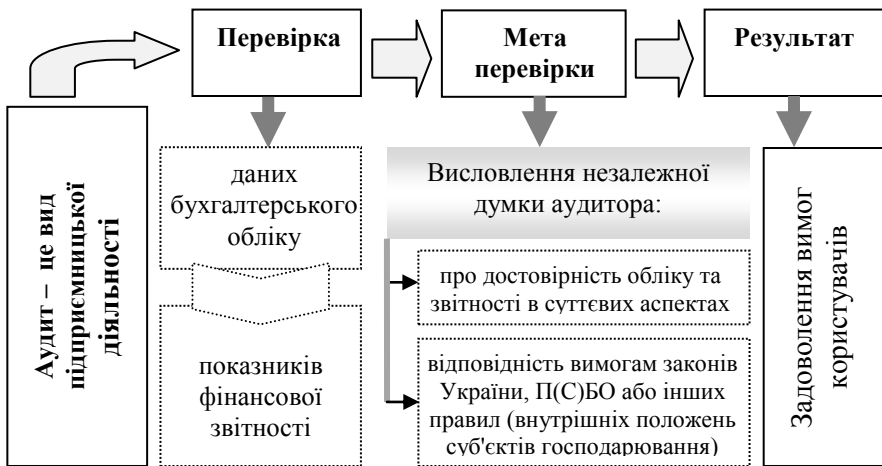 Перевірка
Мета
перевірки
Результат
Аудит – це вид
підприємницької
діяльності
даних
бухгалтерського
обліку
показників
фінансової
звітності
Висловлення незалежної
думки аудитора:
про достовірність обліку та
звітності в суттєвих аспектах
відповідність вимогам законів
України, П(С)БО або інших
правил (внутрішніх положень
суб'єктів господарювання)
Задоволення вимог
користувачів